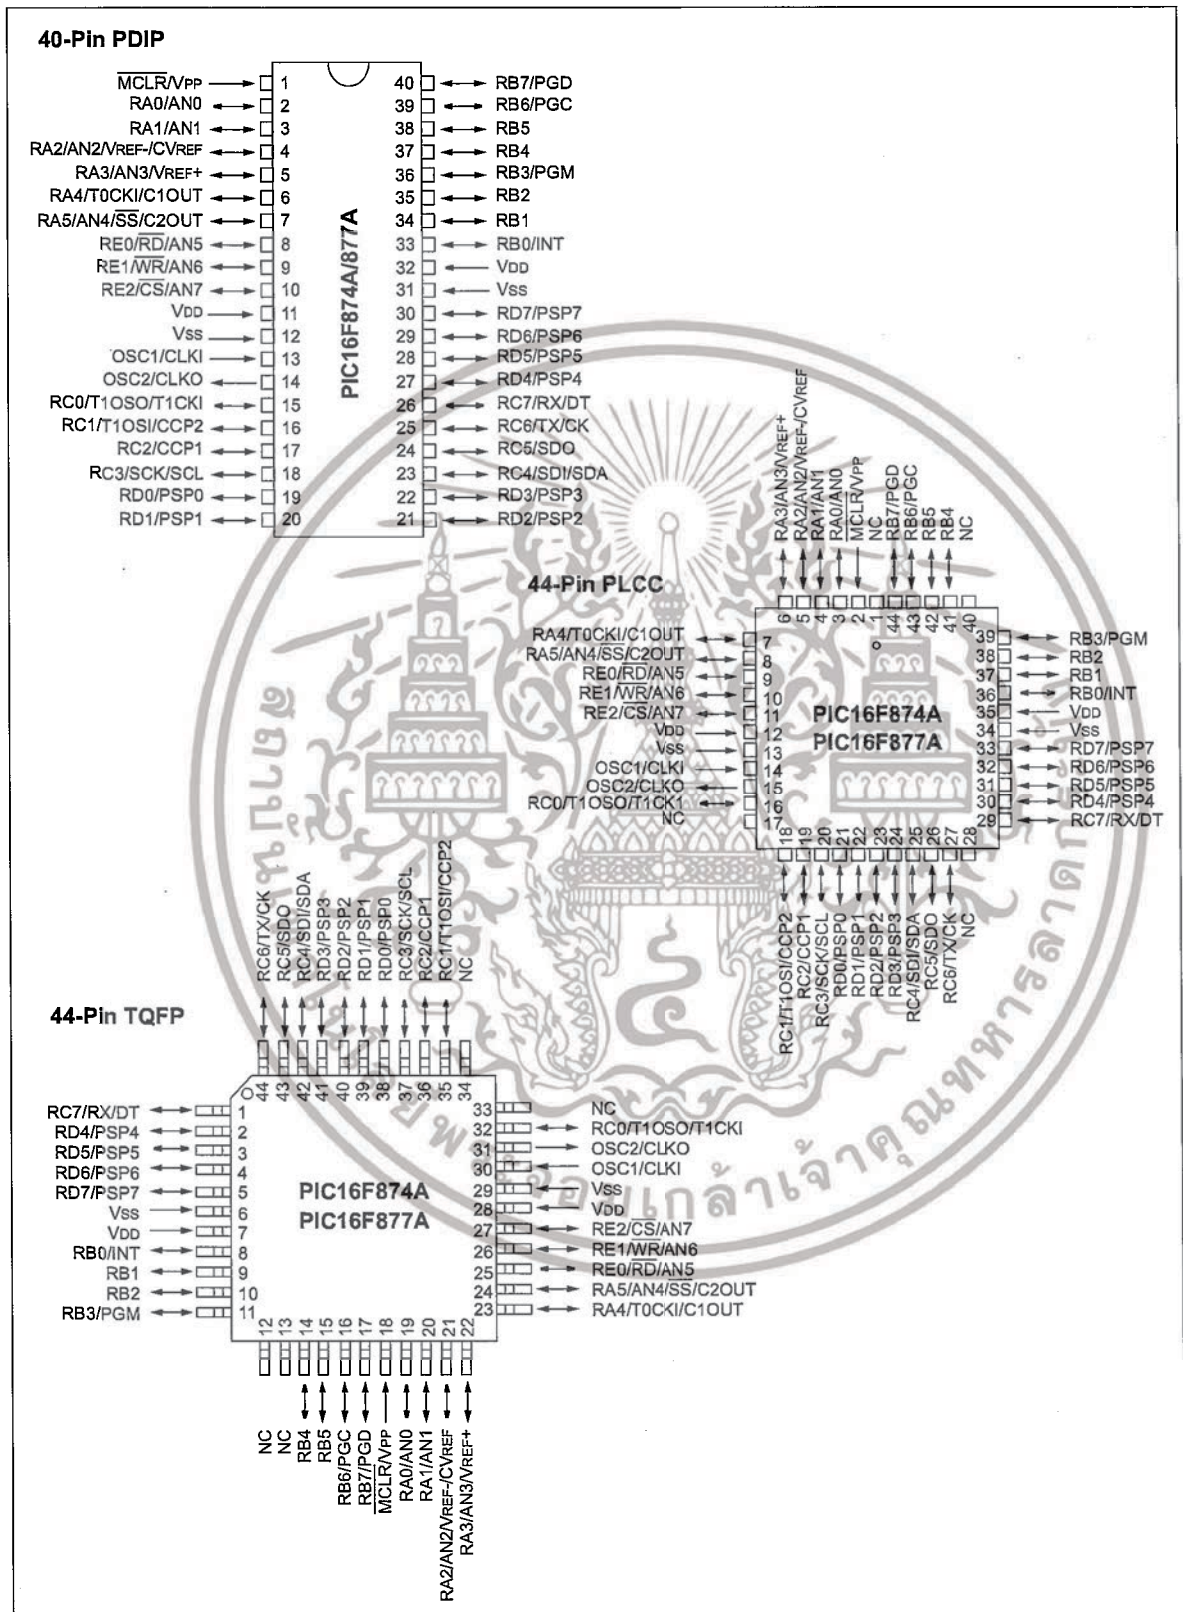 40-Pin PDIP
MCLR/VPP 1
RA0/AN0 2
RA1/AN1 3
RA2/AN2/VREF-/CVREF 4
RA3/AN3/VREF+ 5
RA4/T0CKI/C1OUT 6
RA5/AN4/SS/C2OUT 7
RE0/RD/AN5 8
RE1/WR/AN6 9
RE2/CS/AN7 10
VDD 11
VSS 12
OSC1/CLKI 13
OSC2/CLKO 14
RC0/T1OSO/T1CKI 15
RC1/T1OSI/CCP2 16
RC2/CCP1 17
RC3/SCK/SCL 18
RD0/PSP0 19
RD1/PSP1 20
PIC16F874A/877A
40 RB7/PGD
39 RB6/PGC
38 RB5
37 RB4
36 RB3/PGM
35 RB2
34 RB1
33 RB0/INT
32 VDD
31 VSS
30 RD7/PSP7
29 RD6/PSP6
28 RD5/PSP5
27 RD4/PSP4
26 RC7/RX/DT
25 RC6/TX/CK
24 RC5/SDO
23 RC4/SDI/SDA
22 RD3/PSP3
21 RD2/PSP2
44-Pin PLCC
RA3/AN3/VREF+ 6
RA2/AN2/VREF-/CVREF 5
RA1/AN1 4
RA0/AN0 3
MCLR/VPP 2
NC 1
RB7/PGD 44
RB6/PGC 43
RB5 42
RB4 41
NC 40
RA4/T0CKI/C1OUT 7
RA5/AN4/SS/C2OUT 8
RE0/RD/AN5 9
RE1/WR/AN6 10
RE2/CS/AN7 11
VDD 12
VSS 13
OSC1/CLKI 14
OSC2/CLKO 15
RC0/T1OSO/T1CK1 16
NC 17
PIC16F874A
PIC16F877A
39 RB3/PGM
38 RB2
37 RB1
36 RB0/INT
35 VDD
34 VSS
33 RD7/PSP7
32 RD6/PSP6
31 RD5/PSP5
30 RD4/PSP4
29 RC7/RX/DT
18 RC1/T1OSI/CCP2
19 RC2/CCP1
20 RC3/SCK/SCL
21 RD0/PSP0
22 RD1/PSP1
23 RD2/PSP2
24 RD3/PSP3
25 RC4/SDI/SDA
26 RC5/SDO
27 RC6/TX/CK
28 NC
44-Pin TQFP
RC6/TX/CK 44
RC5/SDO 43
RC4/SDI/SDA 42
RD3/PSP3 41
RD2/PSP2 40
RD1/PSP1 39
RD0/PSP0 38
RC3/SCK/SCL 37
RC2/CCP1 36
RC1/T1OSI/CCP2 35
NC 34
RC7/RX/DT 1
RD4/PSP4 2
RD5/PSP5 3
RD6/PSP6 4
RD7/PSP7 5
VSS 6
VDD 7
RB0/INT 8
RB1 9
RB2 10
RB3/PGM 11
PIC16F874A
PIC16F877A
33 NC
32 RC0/T1OSO/T1CKI
31 OSC2/CLKO
30 OSC1/CLKI
29 VSS
28 VDD
27 RE2/CS/AN7
26 RE1/WR/AN6
25 RE0/RD/AN5
24 RA5/AN4/SS/C2OUT
23 RA4/T0CKI/C1OUT
12 NC
13 NC
14 RB4
15 RB5
16 RB6/PGC
17 RB7/PGD
18 MCLR/VPP
19 RA0/AN0
20 RA1/AN1
21 RA2/AN2/VREF-/CVREF
22 RA3/AN3/VREF+